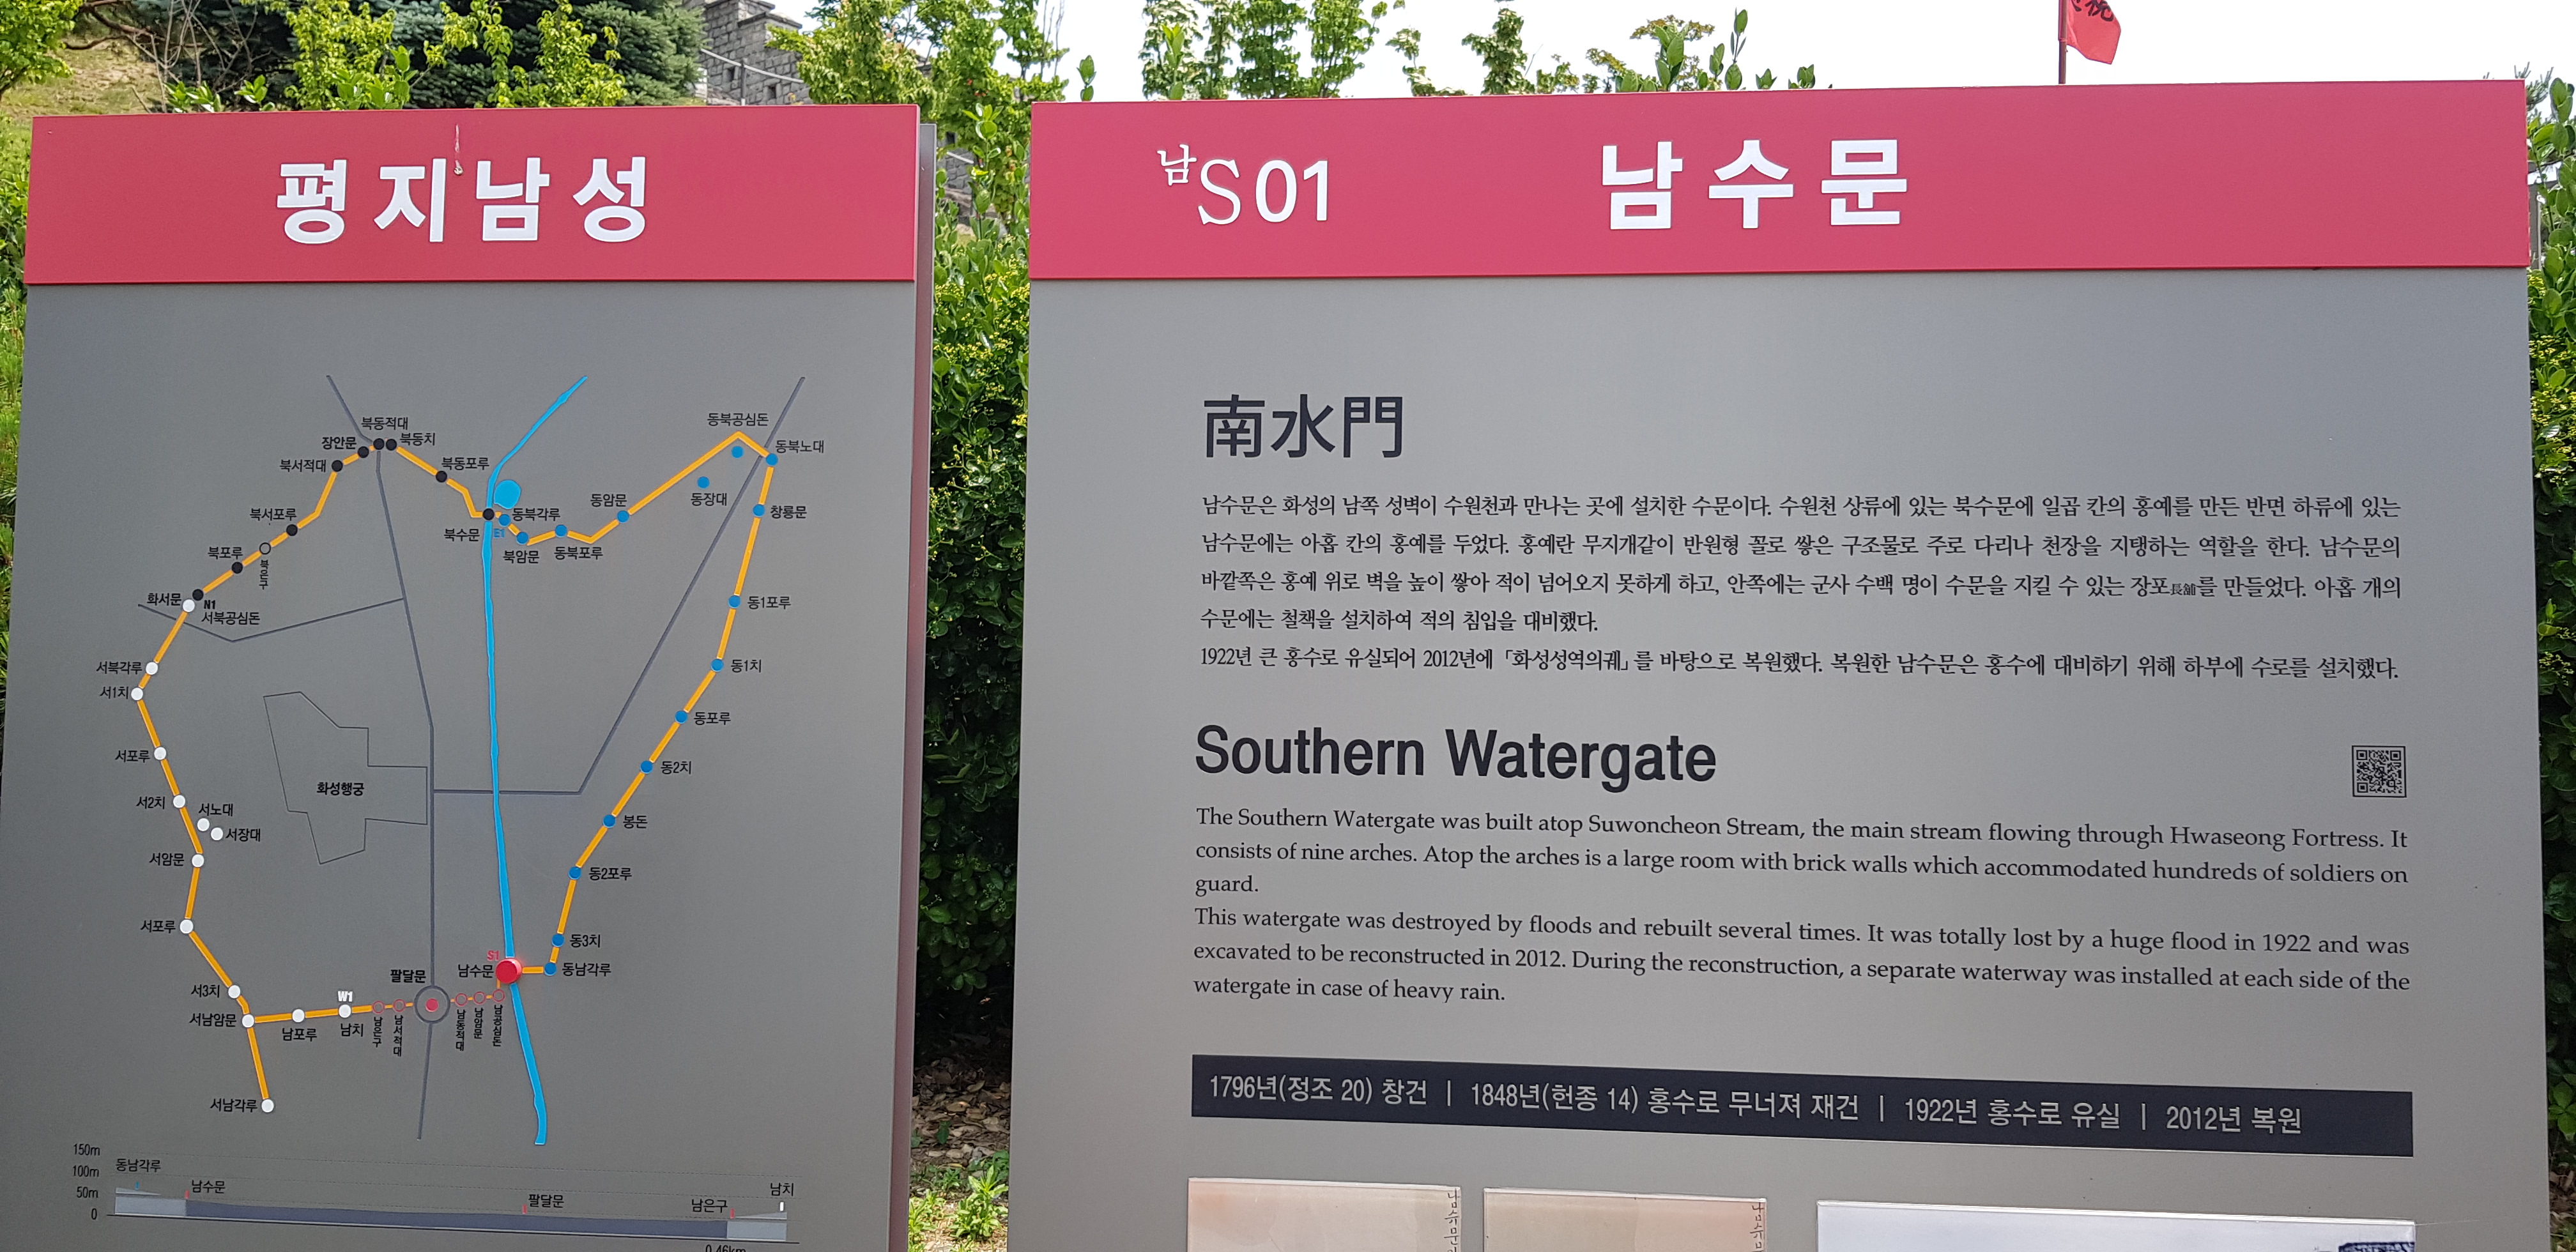 평지남성
북동적대
장안문
북동치
북서적대
북동포루
동북공심돈
동북노대
동장대
동암문
창룡문
북서포루
동북각루
북수문
E1
북암문
동북포루
북포루
북은구
화서문
N1
서북공심돈
동1포루
서북각루
동1치
서1치
동포루
서포루
동2치
화성행궁
서2치
서노대
서장대
봉돈
서암문
동2포루
서포루
동3치
S1
남수문
동남각루
팔달문
서3치
W1
서남암문
남포루
남치
남은구
남서적대
남동적대
남암문
남공심돈
서남각루
150m
100m
50m
0
동남각루
남수문
팔달문
남은구
남치
0.46km
남S01 남수문
南水門
남수문은 화성의 남쪽 성벽이 수원천과 만나는 곳에 설치한 수문이다. 수원천 상류에 있는 북수문에 일곱 칸의 홍예를 만든 반면 하류에 있는
남수문에는 아홉 칸의 홍예를 두었다. 홍예란 무지개같이 반원형 꼴로 쌓은 구조물로 주로 다리나 천장을 지탱하는 역할을 한다. 남수문의
바깥쪽은 홍예 위로 벽을 높이 쌓아 적이 넘어오지 못하게 하고, 안쪽에는 군사 수백 명이 수문을 지킬 수 있는 장포長舖를 만들었다. 아홉 개의
수문에는 철책을 설치하여 적의 침입을 대비했다.
1922년 큰 홍수로 유실되어 2012년에 「화성성역의궤」를 바탕으로 복원했다. 복원한 남수문은 홍수에 대비하기 위해 하부에 수로를 설치했다.
Southern Watergate
The Southern Watergate was built atop Suwoncheon Stream, the main stream flowing through Hwaseong Fortress. It
consists of nine arches. Atop the arches is a large room with brick walls which accommodated hundreds of soldiers on
guard.
This watergate was destroyed by floods and rebuilt several times. It was totally lost by a huge flood in 1922 and was
excavated to be reconstructed in 2012. During the reconstruction, a separate waterway was installed at each side of the
watergate in case of heavy rain.
1796년(정조 20) 창건 | 1848년(헌종 14) 홍수로 무너져 재건 | 1922년 홍수로 유실 | 2012년 복원